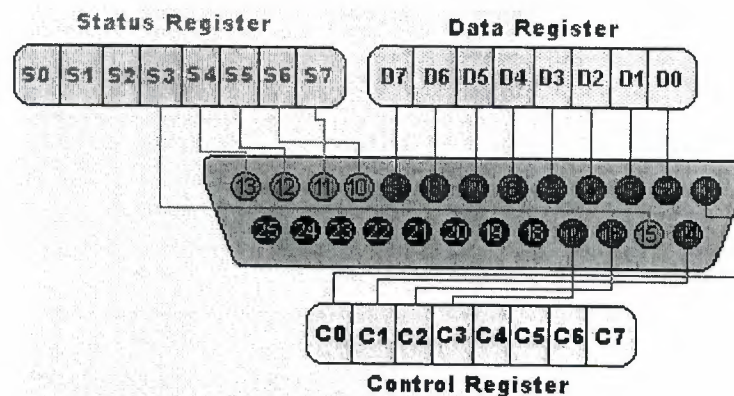 Status Register
Data Register
S0 S1 S2 S3 S4 S5 S6 S7
D7 D6 D5 D4 D3 D2 D1 D0
13 12 11 10
25 24 23 22 21 20 19 18 15 14
C0 C1 C2 C3 C4 C5 C6 C7
Control Register